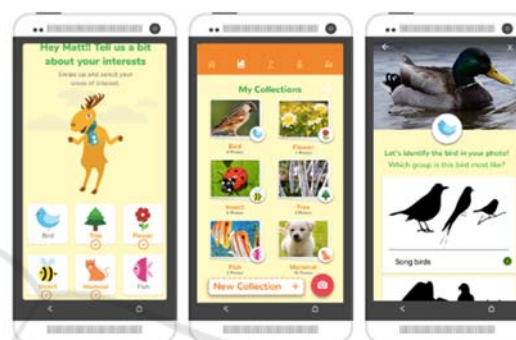 Hey Matt!! Tell us a bit
about your interests
Swipe up and select your
areas of interest.
Bird
Tree
Flower
Insect
Mammal
Fish
My Collections
Bird
Flower
Insect
Tree
Fish
Mammal
New Collection +
x
Let's identify the bird in your photo!
Which group is this bird most like?
Song birds